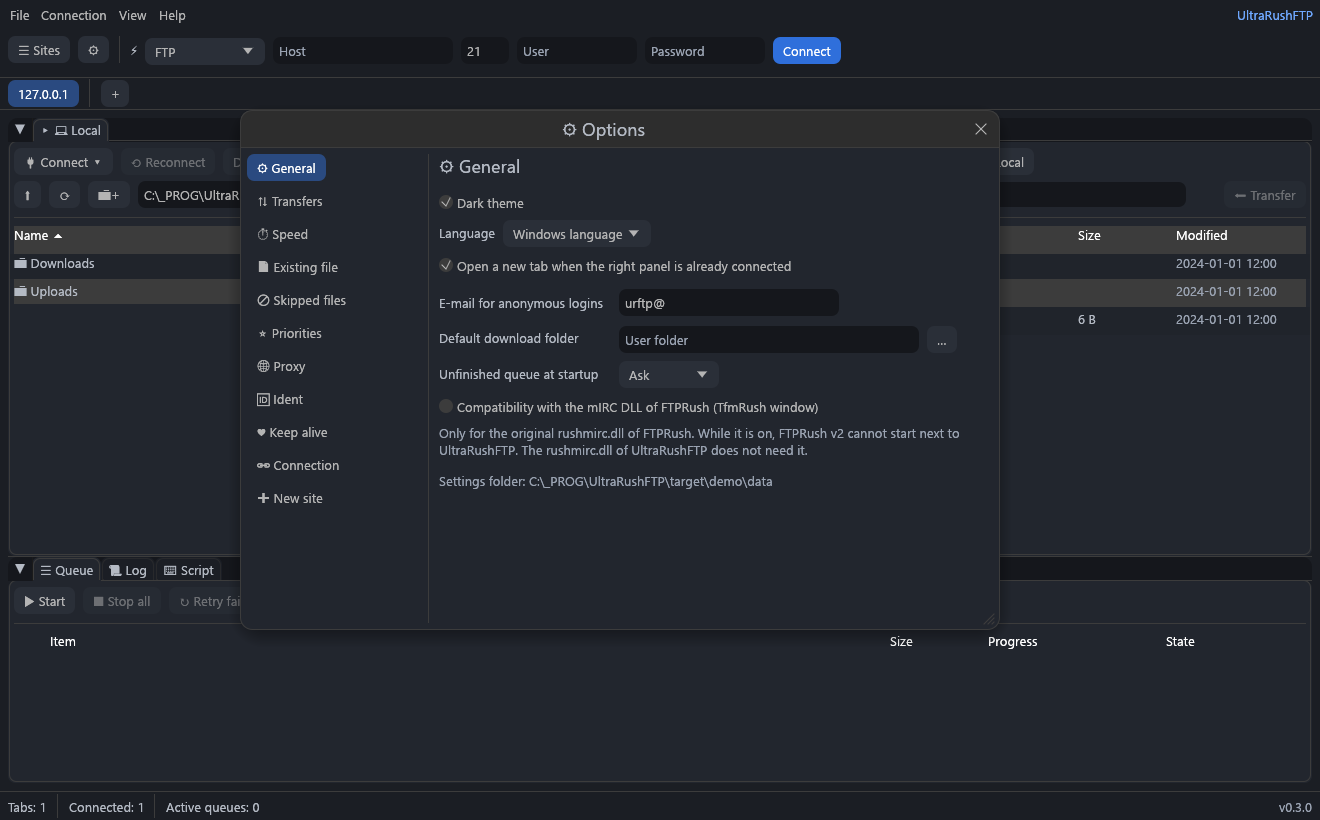 File Connection View Help UltraRushFTP
Sites FTP Host 21 User Password Connect
127.0.0.1 +
Local
Options
Connect Reconnect
C:\_PROG\UltraR
Transfer
Name Size Modified
Downloads 2024-01-01 12:00
Uploads 2024-01-01 12:00
6 B 2024-01-01 12:00
General
Transfers
Speed
Existing file
Skipped files
Priorities
Proxy
Ident
Keep alive
Connection
New site
General
Dark theme
Language Windows language
Open a new tab when the right panel is already connected
E-mail for anonymous logins urftp@
Default download folder User folder ...
Unfinished queue at startup Ask
Compatibility with the mIRC DLL of FTPRush (TfmRush window)
Only for the original rushmirc.dll of FTPRush. While it is on, FTPRush v2 cannot start next to
UltraRushFTP. The rushmirc.dll of UltraRushFTP does not need it.
Settings folder: C:\_PROG\UltraRushFTP\target\demo\data
Queue Log Script
Start Stop all Retry fai
Item Size Progress State
Tabs: 1 Connected: 1 Active queues: 0 v0.3.0